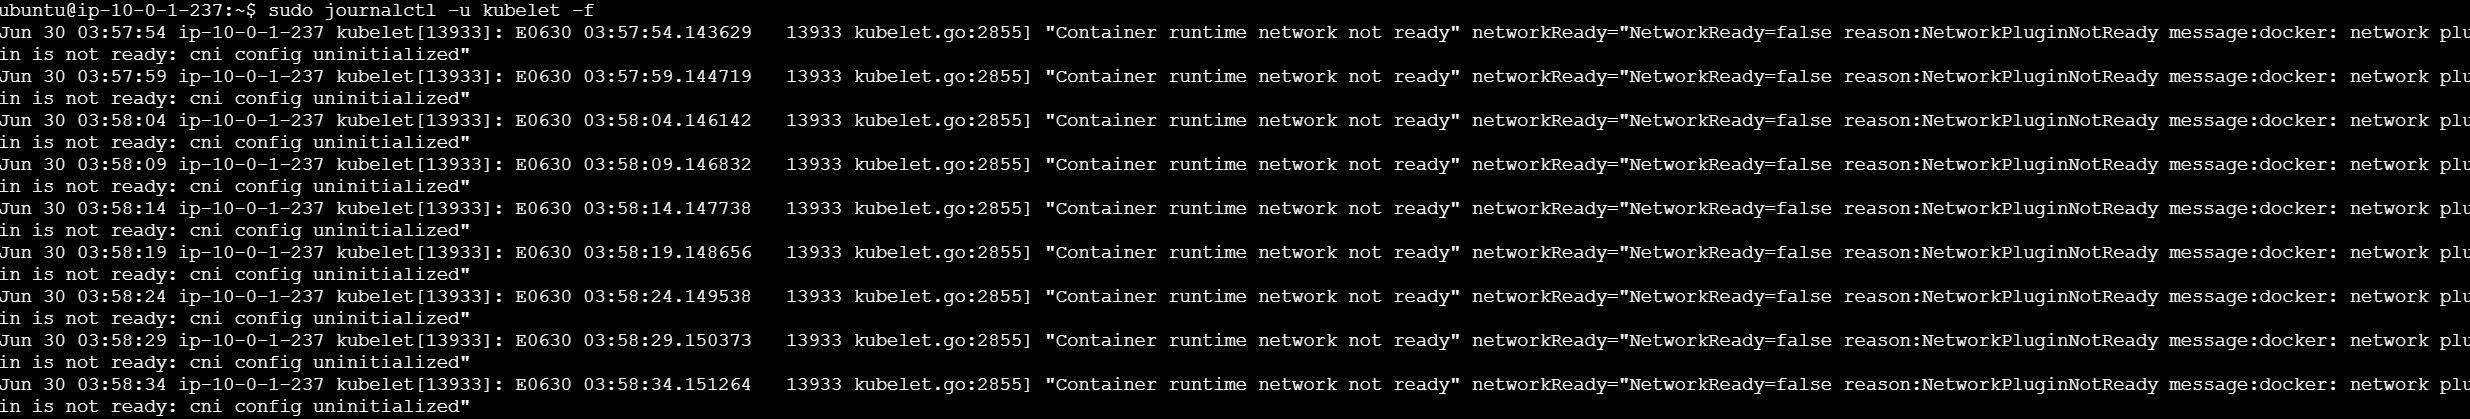 ubuntu@ip-10-0-1-237:~$ sudo journalctl -u kubelet -f
Jun 30 03:57:54 ip-10-0-1-237 kubelet[13933]: E0630 03:57:54.143629   13933 kubelet.go:2855] "Container runtime network not ready" networkReady="NetworkReady=false reason:NetworkPluginNotReady message:docker: network plu
in is not ready: cni config uninitialized"
Jun 30 03:57:59 ip-10-0-1-237 kubelet[13933]: E0630 03:57:59.144719   13933 kubelet.go:2855] "Container runtime network not ready" networkReady="NetworkReady=false reason:NetworkPluginNotReady message:docker: network plu
in is not ready: cni config uninitialized"
Jun 30 03:58:04 ip-10-0-1-237 kubelet[13933]: E0630 03:58:04.146142   13933 kubelet.go:2855] "Container runtime network not ready" networkReady="NetworkReady=false reason:NetworkPluginNotReady message:docker: network plu
in is not ready: cni config uninitialized"
Jun 30 03:58:09 ip-10-0-1-237 kubelet[13933]: E0630 03:58:09.146832   13933 kubelet.go:2855] "Container runtime network not ready" networkReady="NetworkReady=false reason:NetworkPluginNotReady message:docker: network plu
in is not ready: cni config uninitialized"
Jun 30 03:58:14 ip-10-0-1-237 kubelet[13933]: E0630 03:58:14.147738   13933 kubelet.go:2855] "Container runtime network not ready" networkReady="NetworkReady=false reason:NetworkPluginNotReady message:docker: network plu
in is not ready: cni config uninitialized"
Jun 30 03:58:19 ip-10-0-1-237 kubelet[13933]: E0630 03:58:19.148656   13933 kubelet.go:2855] "Container runtime network not ready" networkReady="NetworkReady=false reason:NetworkPluginNotReady message:docker: network plu
in is not ready: cni config uninitialized"
Jun 30 03:58:24 ip-10-0-1-237 kubelet[13933]: E0630 03:58:24.149538   13933 kubelet.go:2855] "Container runtime network not ready" networkReady="NetworkReady=false reason:NetworkPluginNotReady message:docker: network plu
in is not ready: cni config uninitialized"
Jun 30 03:58:29 ip-10-0-1-237 kubelet[13933]: E0630 03:58:29.150373   13933 kubelet.go:2855] "Container runtime network not ready" networkReady="NetworkReady=false reason:NetworkPluginNotReady message:docker: network plu
in is not ready: cni config uninitialized"
Jun 30 03:58:34 ip-10-0-1-237 kubelet[13933]: E0630 03:58:34.151264   13933 kubelet.go:2855] "Container runtime network not ready" networkReady="NetworkReady=false reason:NetworkPluginNotReady message:docker: network plu
in is not ready: cni config uninitialized"